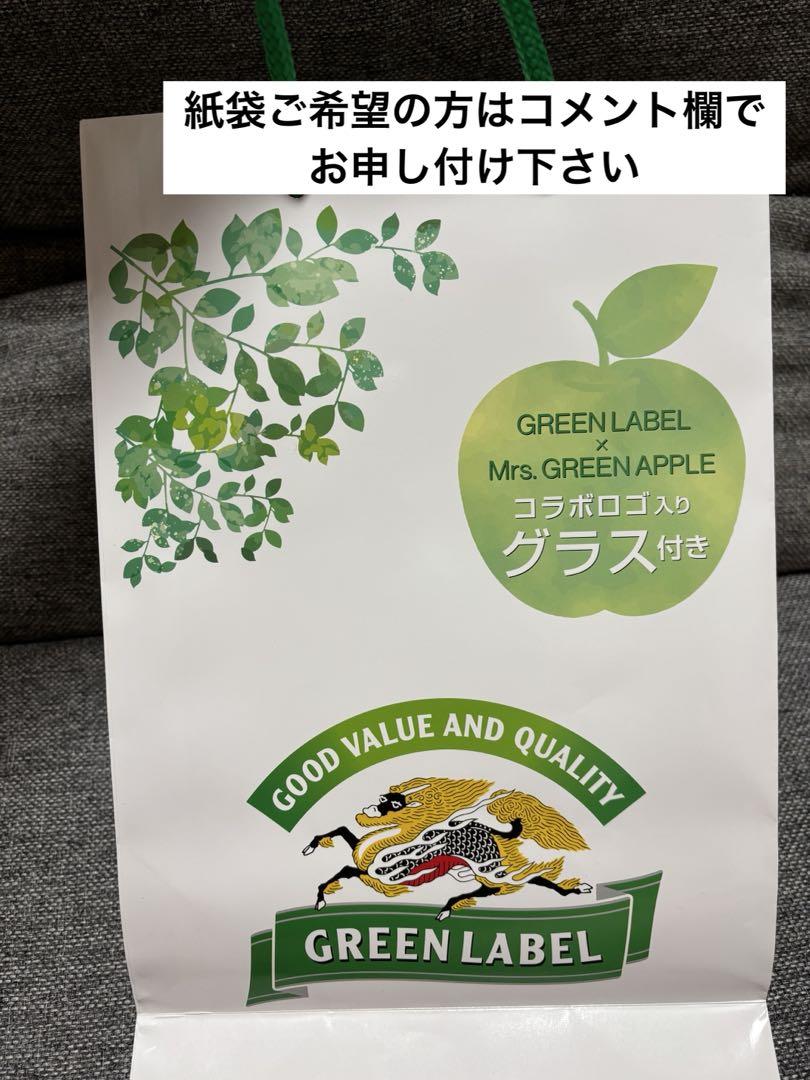 紙袋ご希望の方はコメント欄で
お申し付け下さい
GREEN LABEL
×
Mrs. GREEN APPLE
コラボロゴ入り
グラス付き
GOOD VALUE AND QUALITY
GREEN LABEL